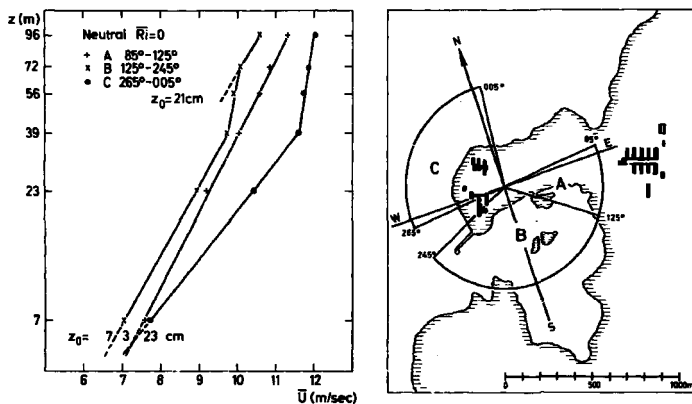 z(m)
96
72
56
39
23
7
Neutral R̅i̅=0
+ A 85°-125°
x B 125°-245°
• C 265°-005°
z₀=21cm
z₀= 7 3 23 cm
6 7 8 9 10 11 12
U̅ (m/sec)
N
005°
85°
E
C
A
W
265°
B
125°
245°
S
0 500 1000m